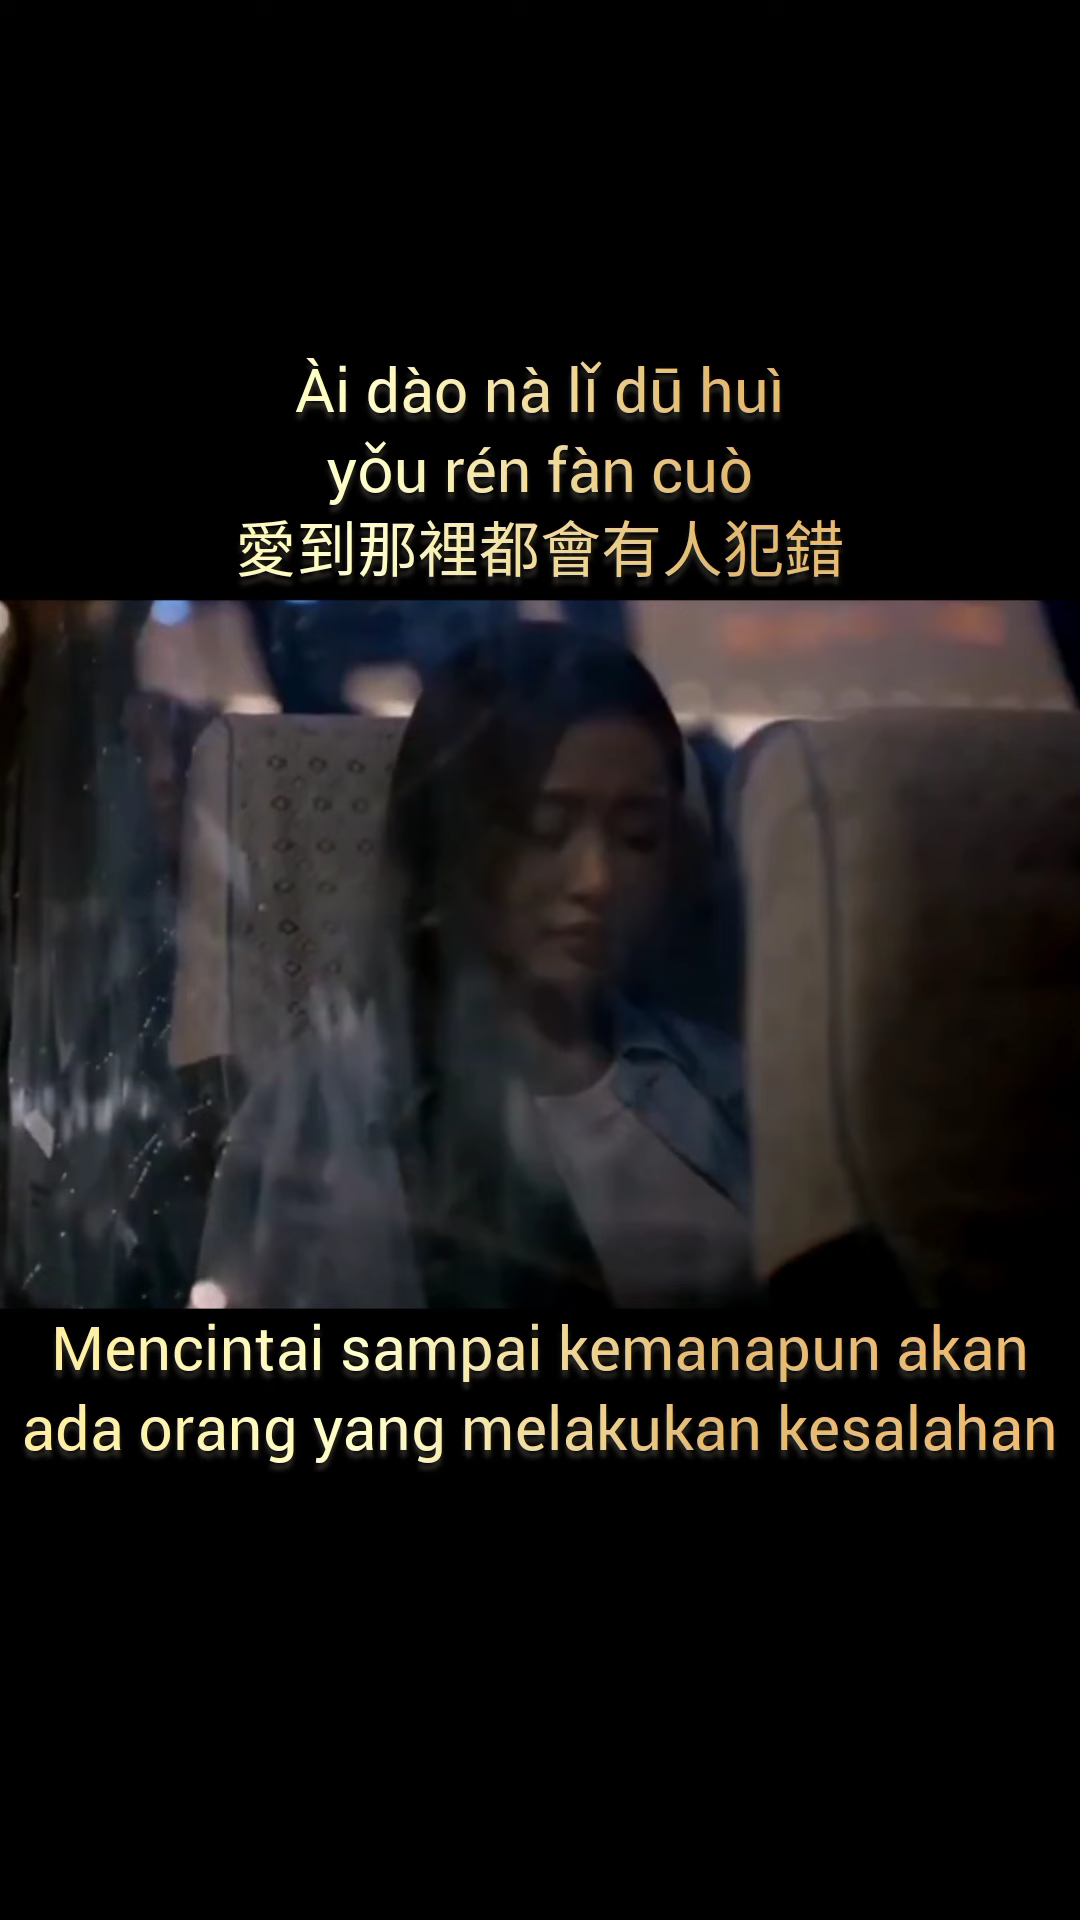 Ài dào nà lǐ dū huì
yǒu rén fàn cuò
愛到那裡都會有人犯錯
Mencintai sampai kemanapun akan
ada orang yang melakukan kesalahan